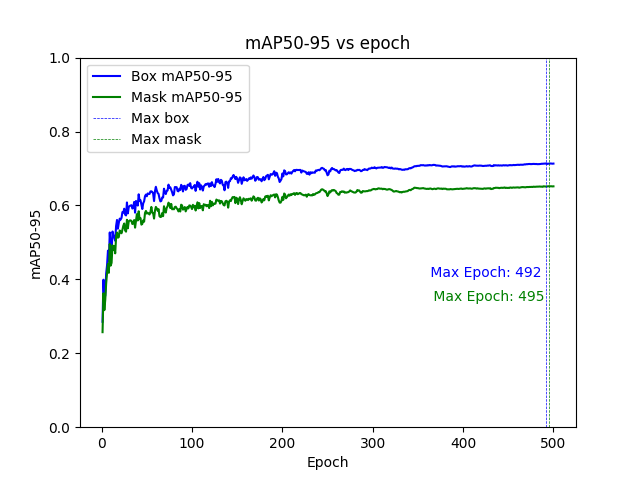 mAP50-95 vs epoch
1.0
0.8
0.6
0.4
0.2
0.0
mAP50-95
Box mAP50-95
Mask mAP50-95
Max box
Max mask
Max Epoch: 492
Max Epoch: 495
0 100 200 300 400 500
Epoch